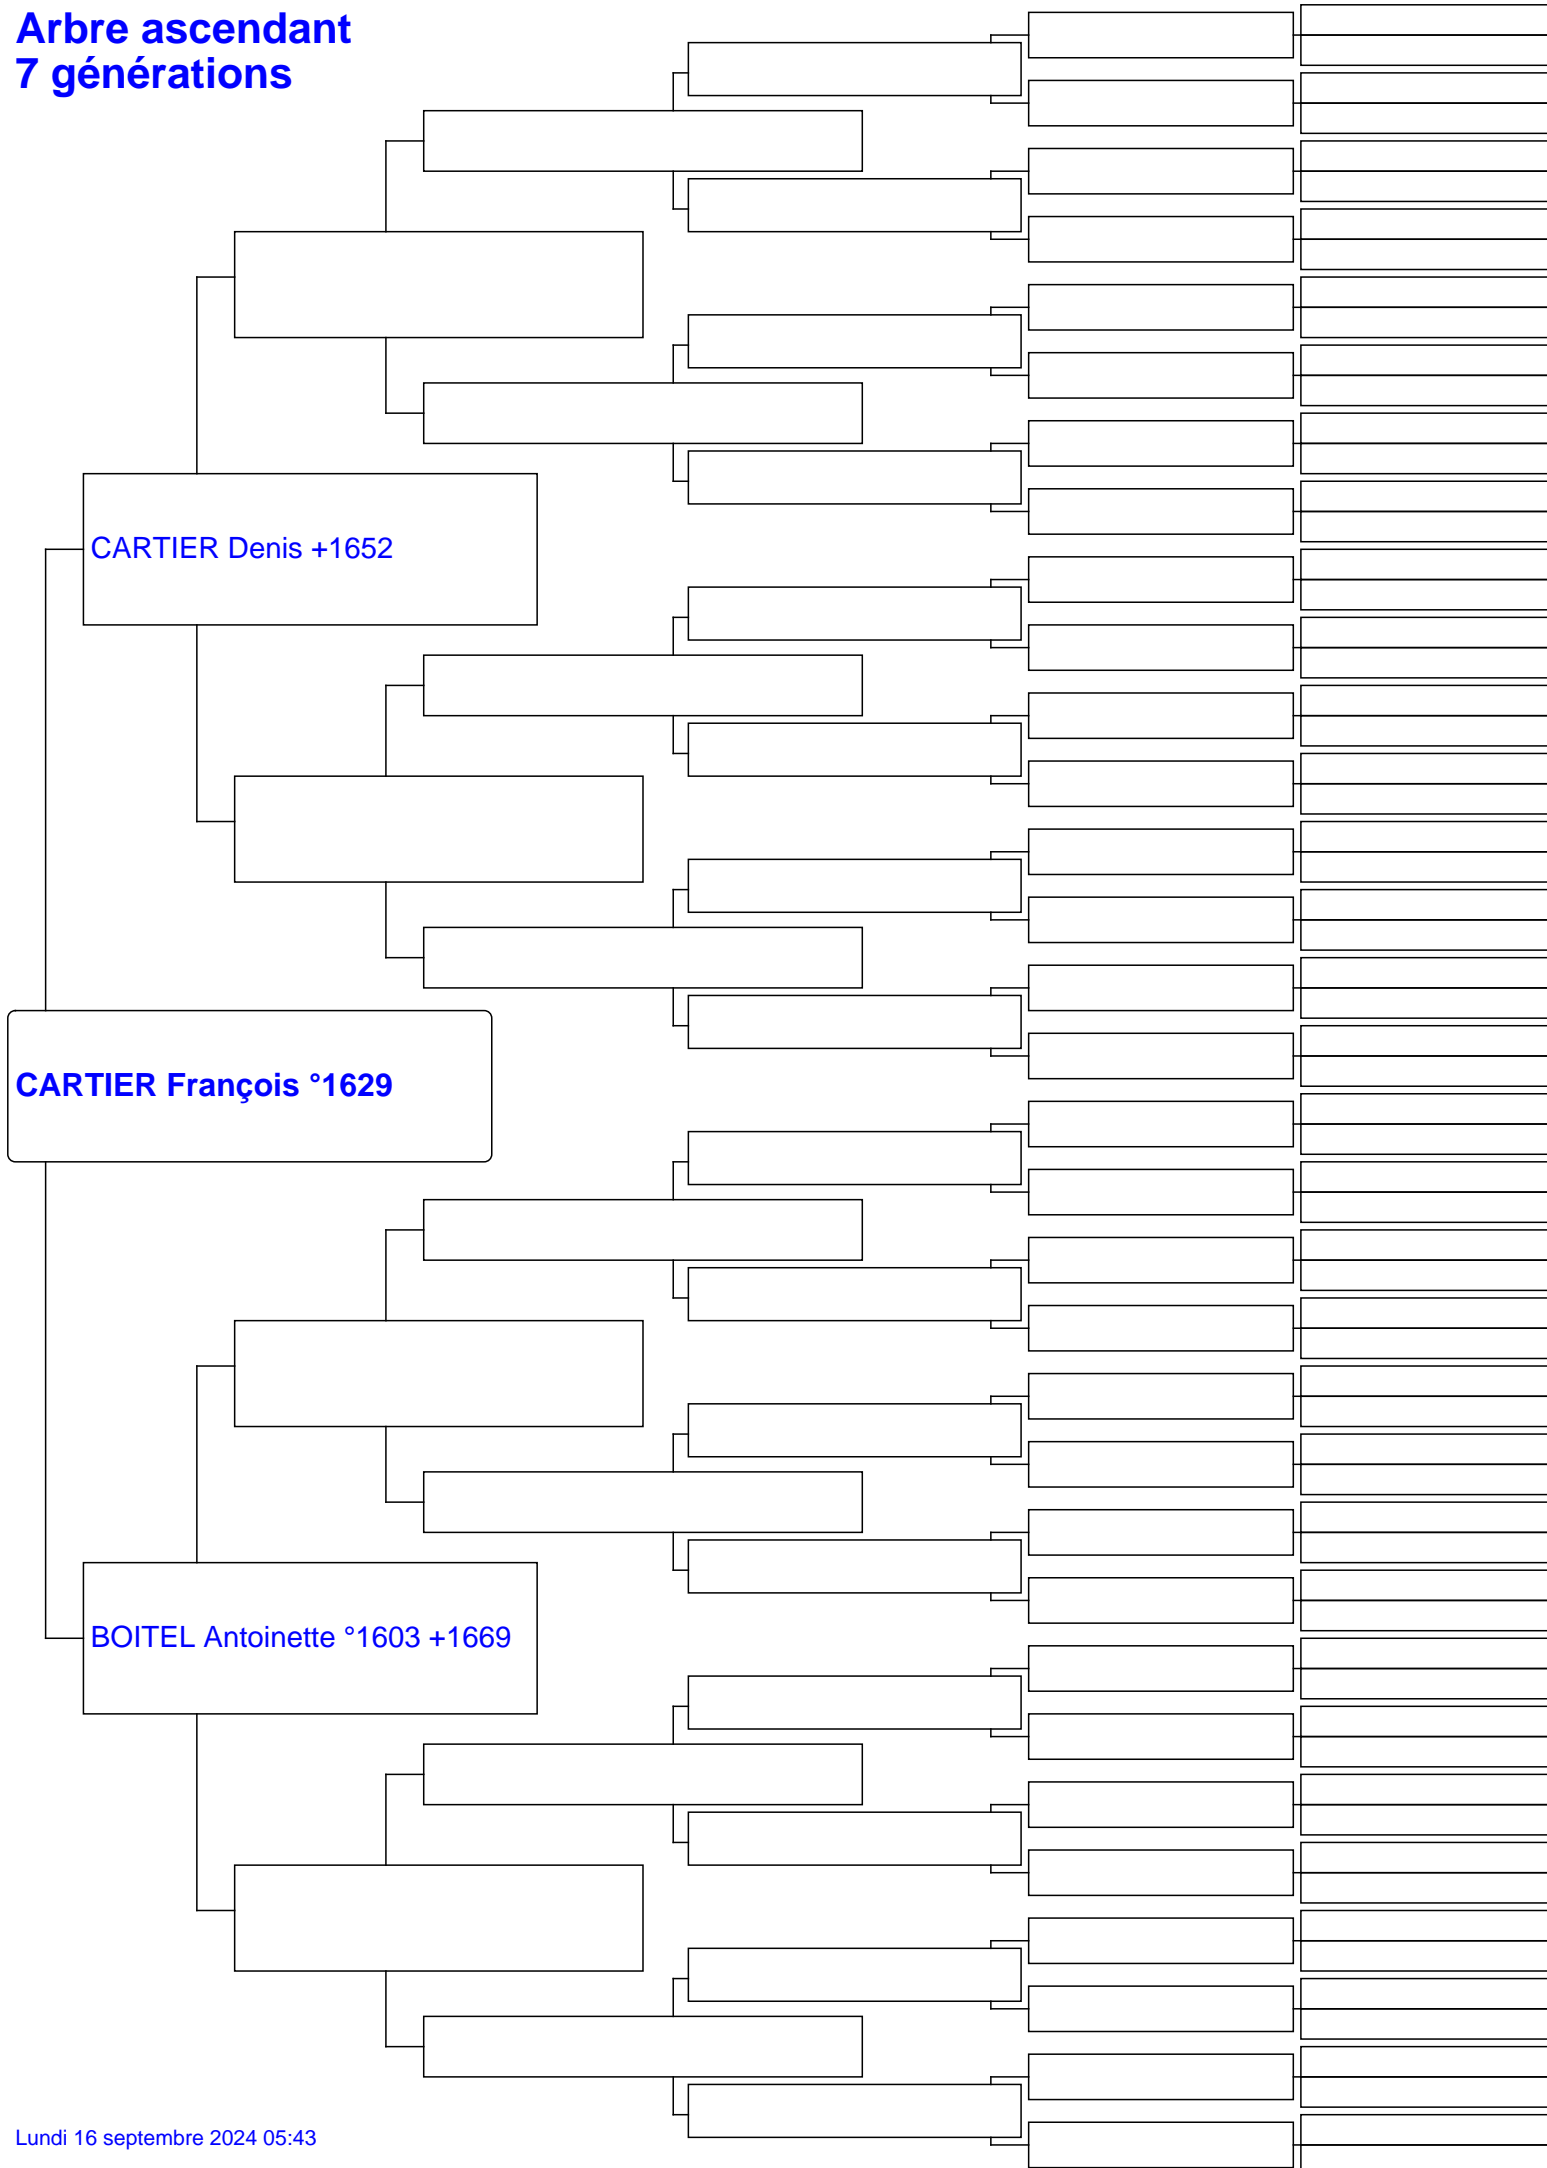 Arbre ascendant
7 générations
CARTIER Denis +1652
CARTIER François °1629
BOITEL Antoinette °1603 +1669
Lundi 16 septembre 2024 05:43